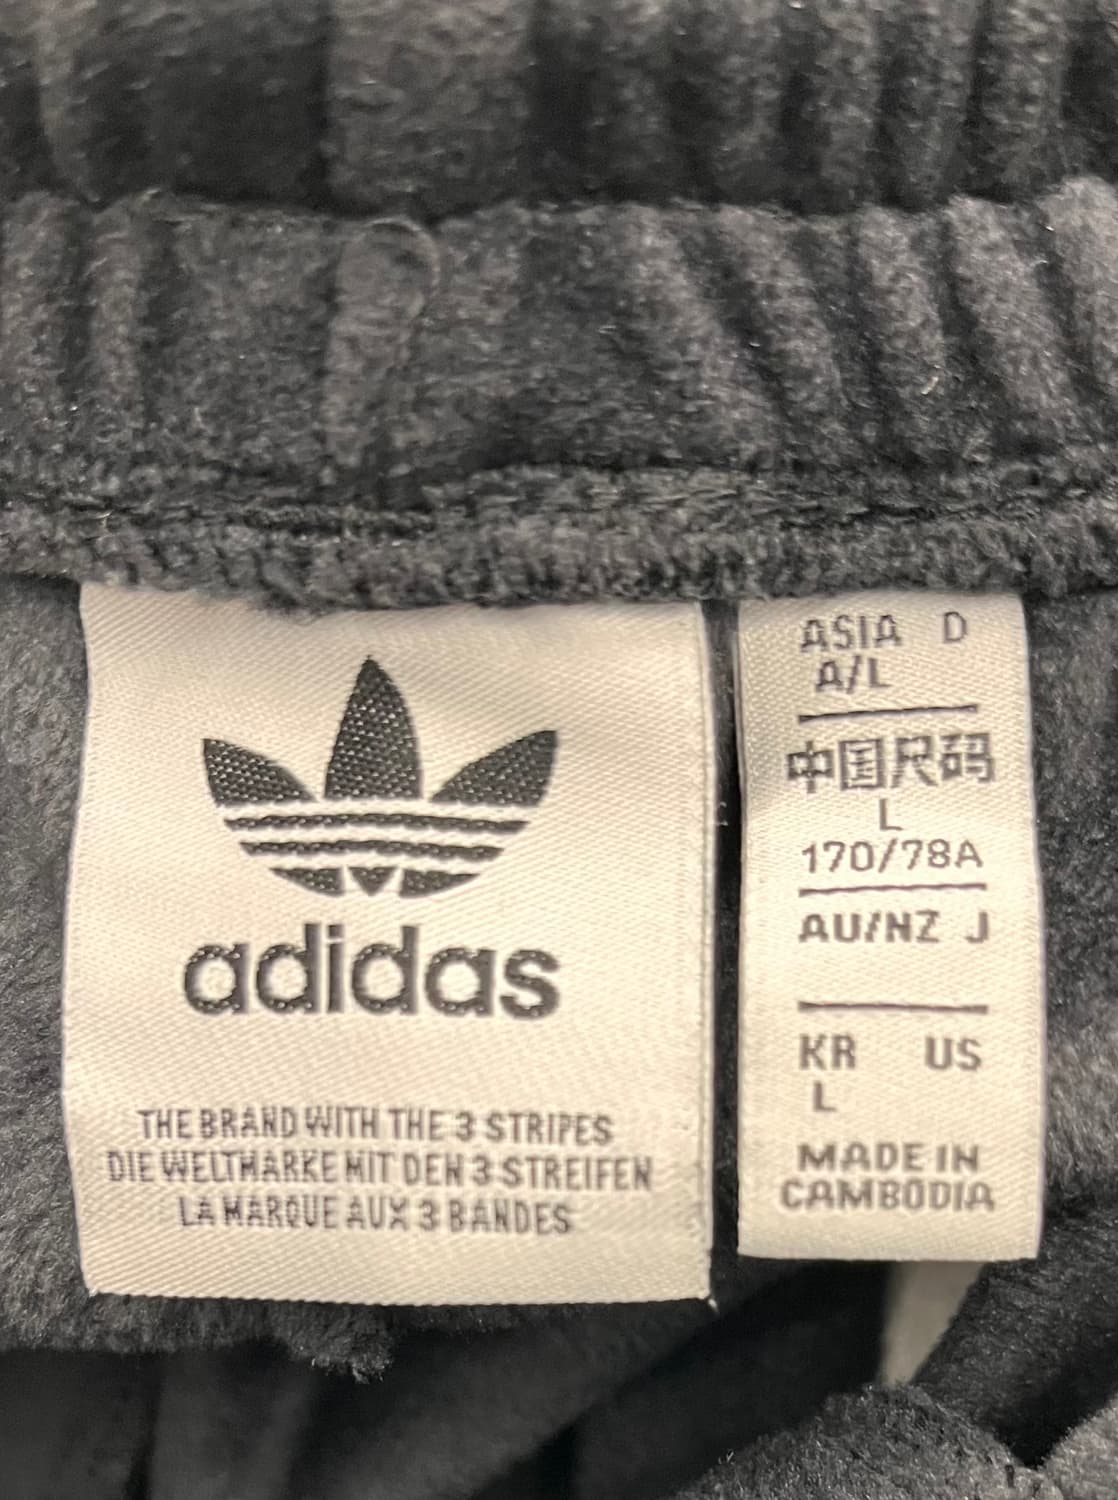 adidas
THE BRAND WITH THE 3 STRIPES
DIE WELTMARKE MIT DEN 3 STREIFEN
LA MARQUE AUX 3 BANDES
ASIA D
A/L
中国尺码
L
170/78A
AU/NZ J
KR US
L
MADE IN
CAMBODIA